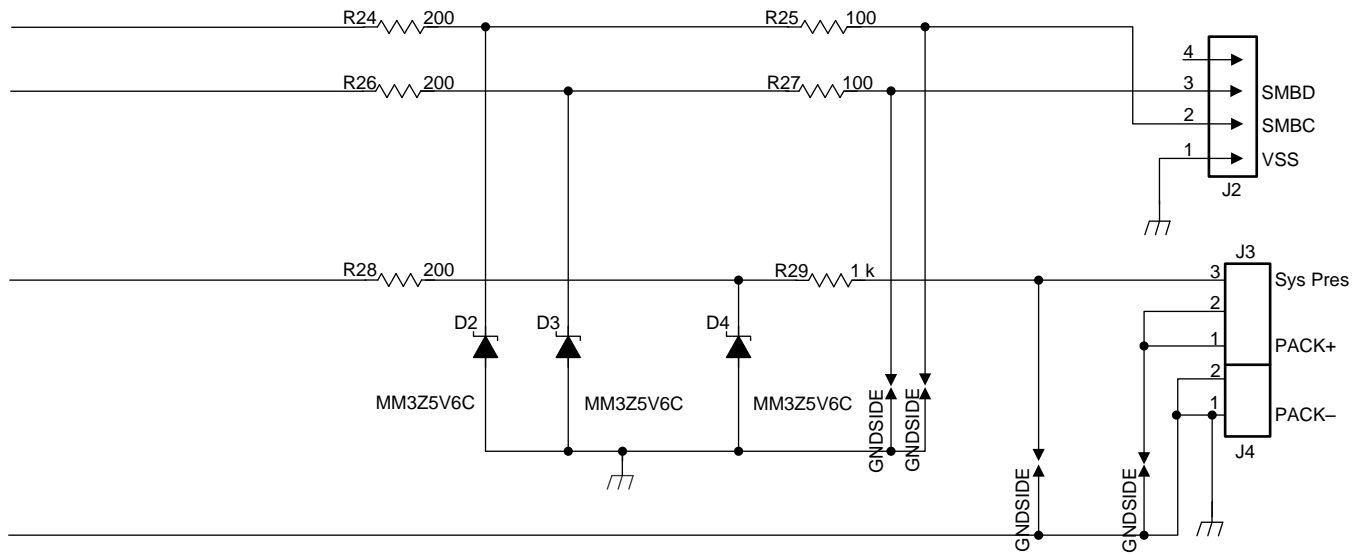 R24 200 R25 100
4
R26 200 R27 100 3 SMBD
2 SMBC
1 VSS
J2
J3
R28 200 R29 1 k 3 Sys Pres
2
D2 D3 D4
1 PACK+
2
MM3Z5V6C MM3Z5V6C MM3Z5V6C
1 PACK–
GNDSIDE GNDSIDE
J4
GNDSIDE GNDSIDE